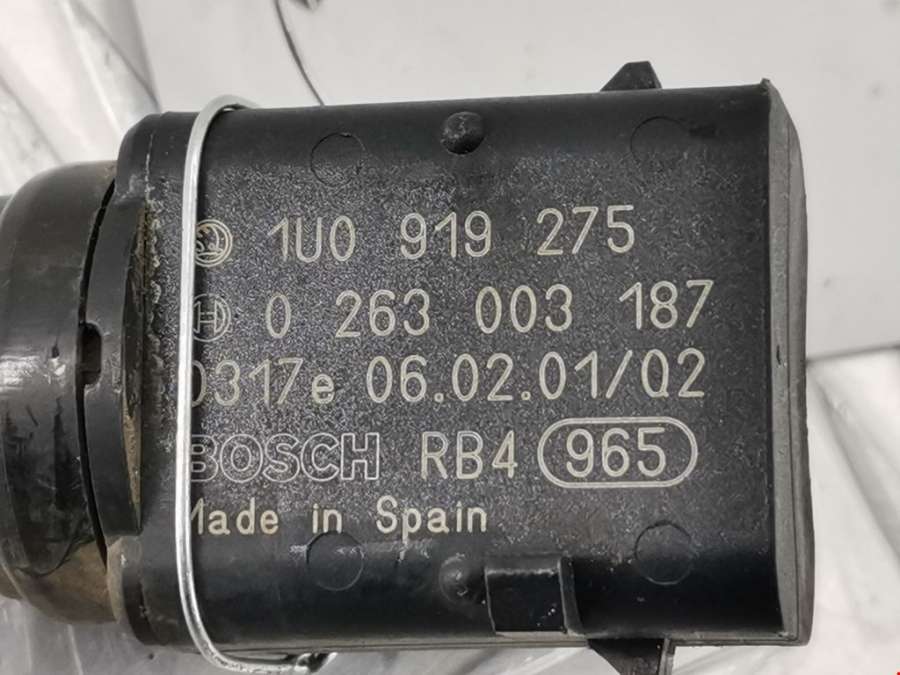 1U0 919 275
0 263 003 187
0317e 06.02.01/Q2
BOSCH RB4 965
Made in Spain